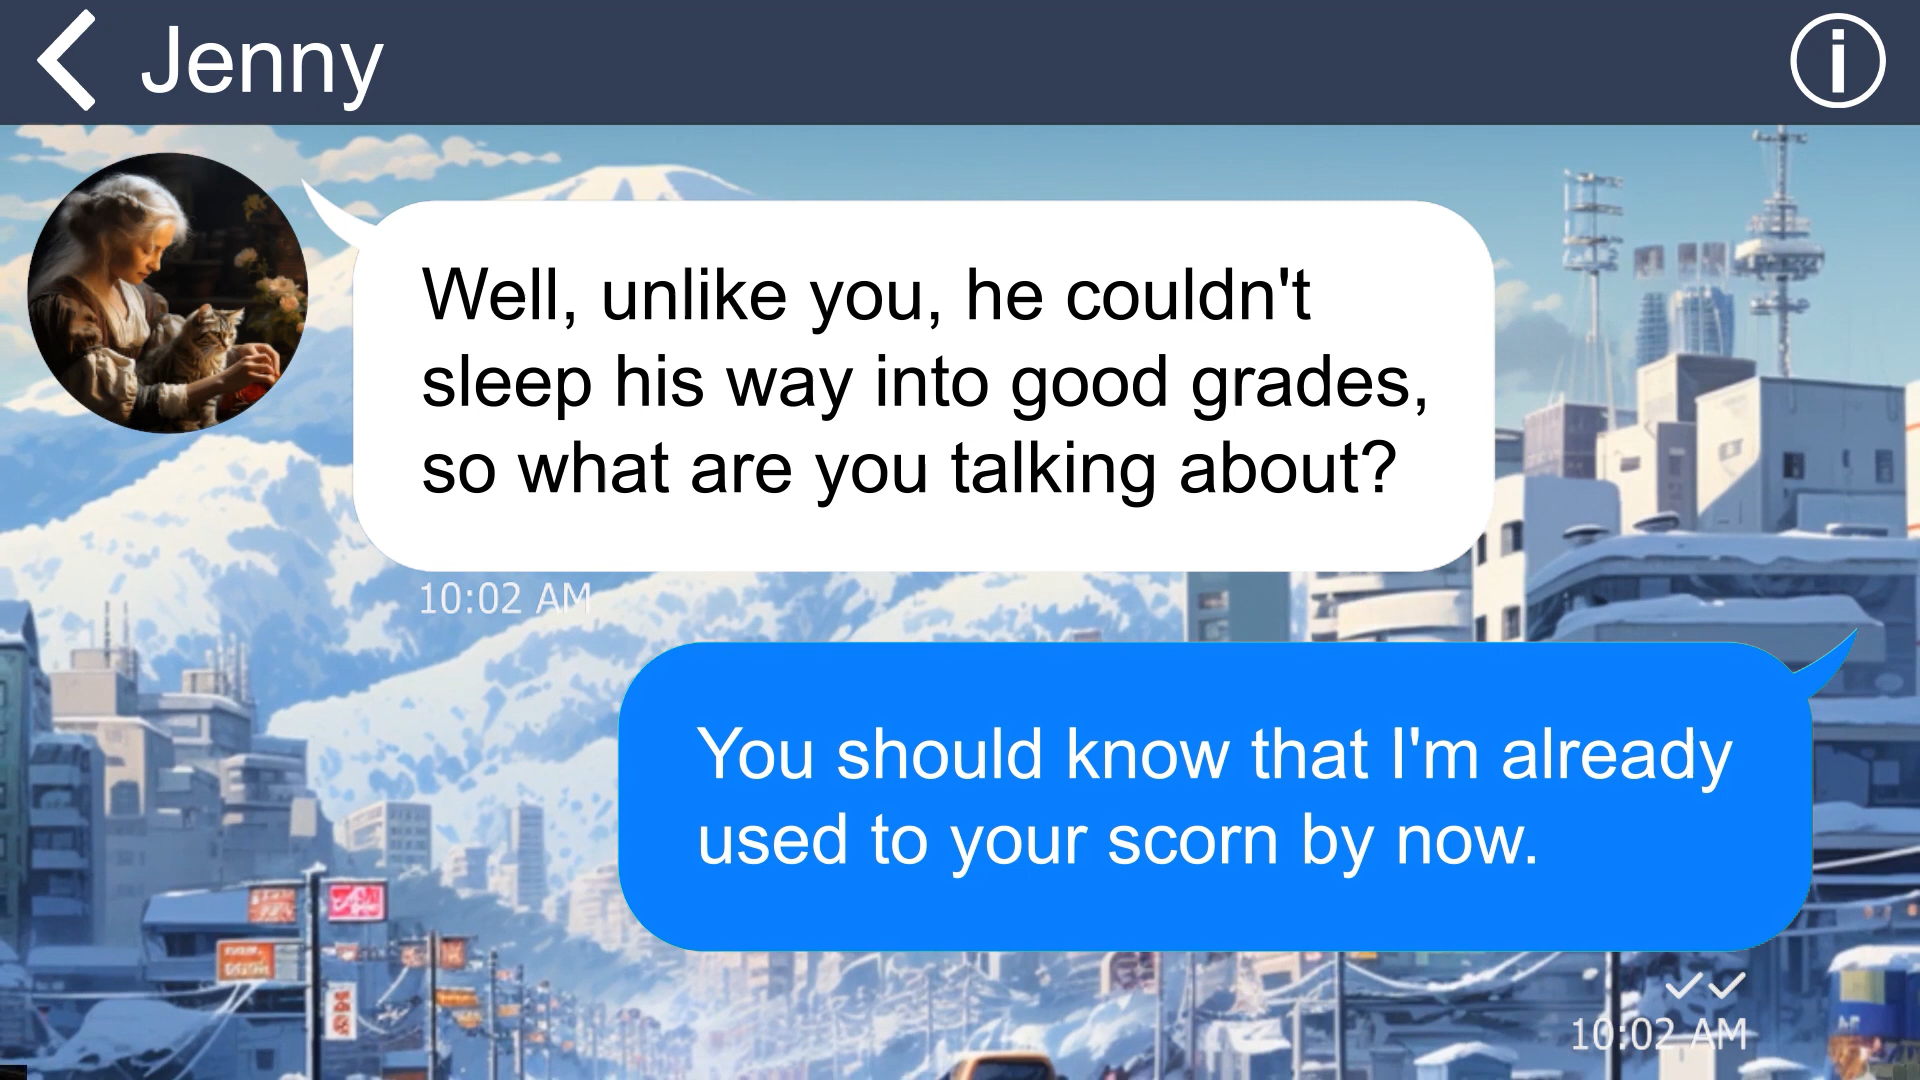 Jenny
Well, unlike you, he couldn't
sleep his way into good grades,
so what are you talking about?
10:02 AM
You should know that I'm already
used to your scorn by now.
10:02 AM